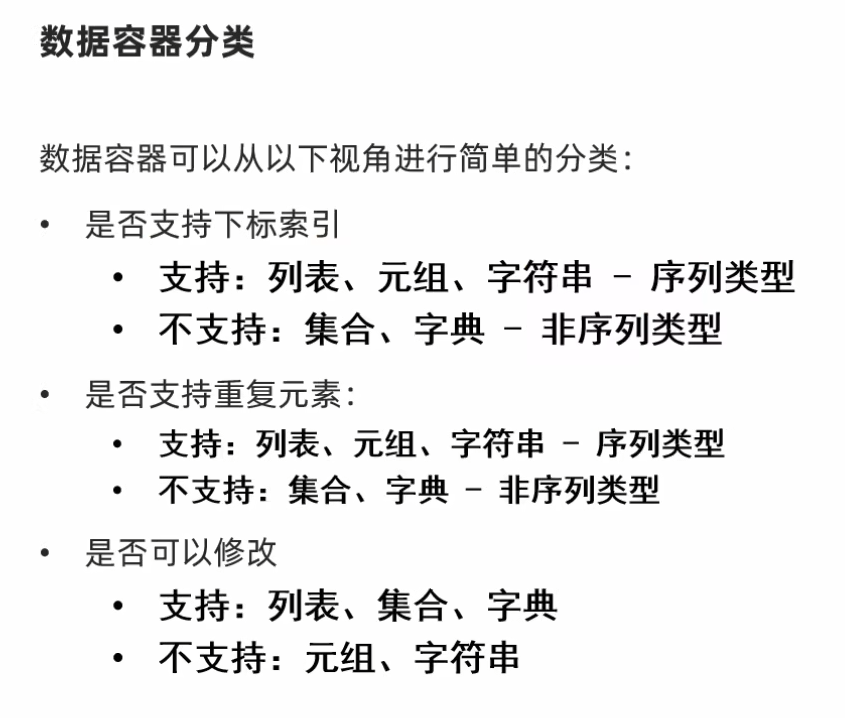 数据容器分类
数据容器可以从以下视角进行简单的分类：
• 是否支持下标索引
• 支持：列表、元组、字符串 - 序列类型
• 不支持：集合、字典 - 非序列类型
• 是否支持重复元素：
• 支持：列表、元组、字符串 - 序列类型
• 不支持：集合、字典 - 非序列类型
• 是否可以修改
• 支持：列表、集合、字典
• 不支持：元组、字符串